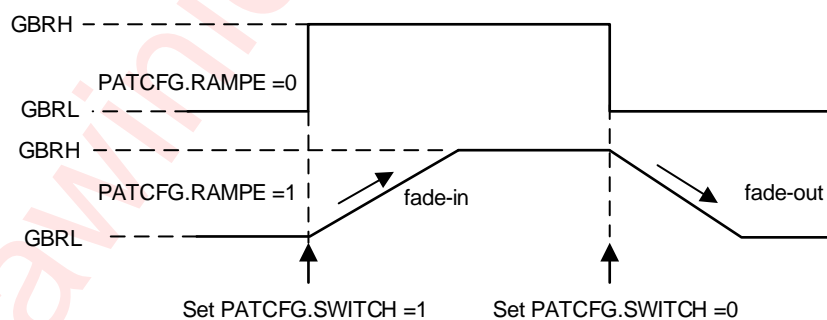 GBRH
PATCFG.RAMPE =0
GBRL
GBRH
PATCFG.RAMPE =1
fade-in
fade-out
GBRL
Set PATCFG.SWITCH =1
Set PATCFG.SWITCH =0
awinic